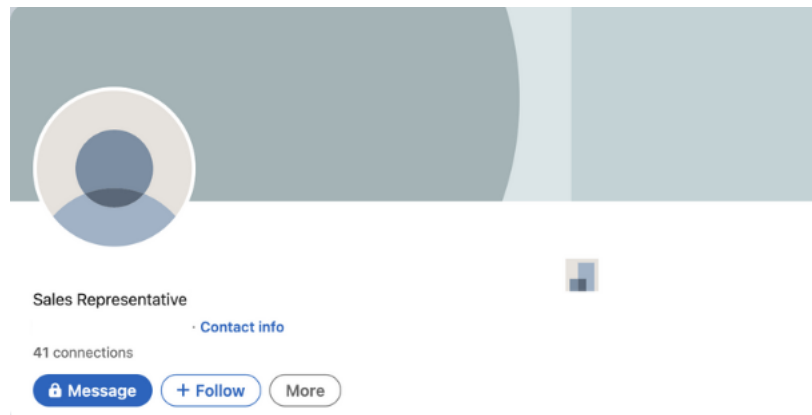 Sales Representative
· Contact info
41 connections
Message + Follow More